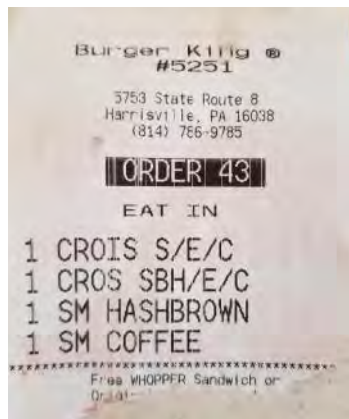 Burger King ®
#5251
5753 State Route 8
Harrisville, PA 16038
(814) 786-9785
ORDER 43
EAT IN
1 CROIS S/E/C
1 CROS SBH/E/C
1 SM HASHBROWN
1 SM COFFEE
****************************************
Free WHOPPER Sandwich or